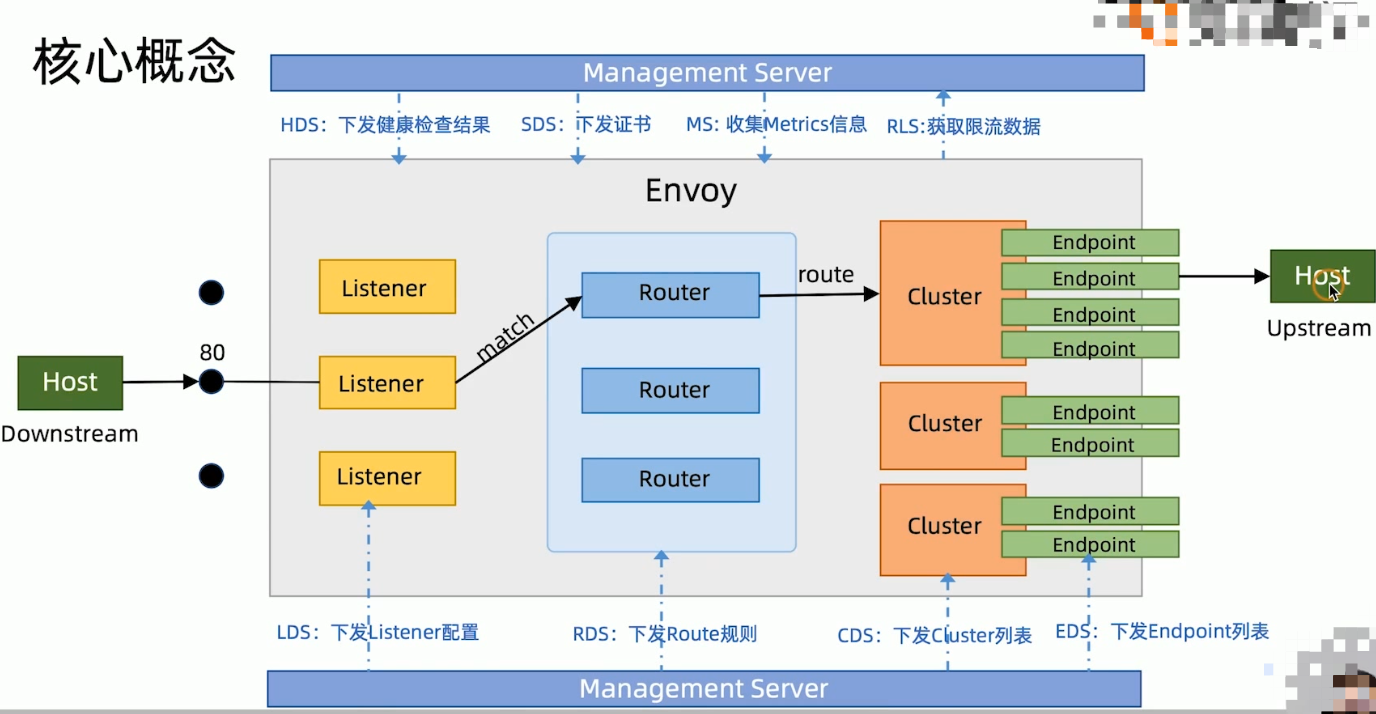 核心概念
Management Server
HDS：下发健康检查结果
SDS：下发证书
MS: 收集Metrics信息
RLS:获取限流数据
Envoy
Listener
Listener
Listener
match
Router
Router
Router
route
Cluster
Cluster
Cluster
Endpoint
Endpoint
Endpoint
Endpoint
Endpoint
Endpoint
Endpoint
Endpoint
Host
Upstream
80
Host
Downstream
LDS：下发Listener配置
RDS：下发Route规则
CDS：下发Cluster列表
EDS：下发Endpoint列表
Management Server